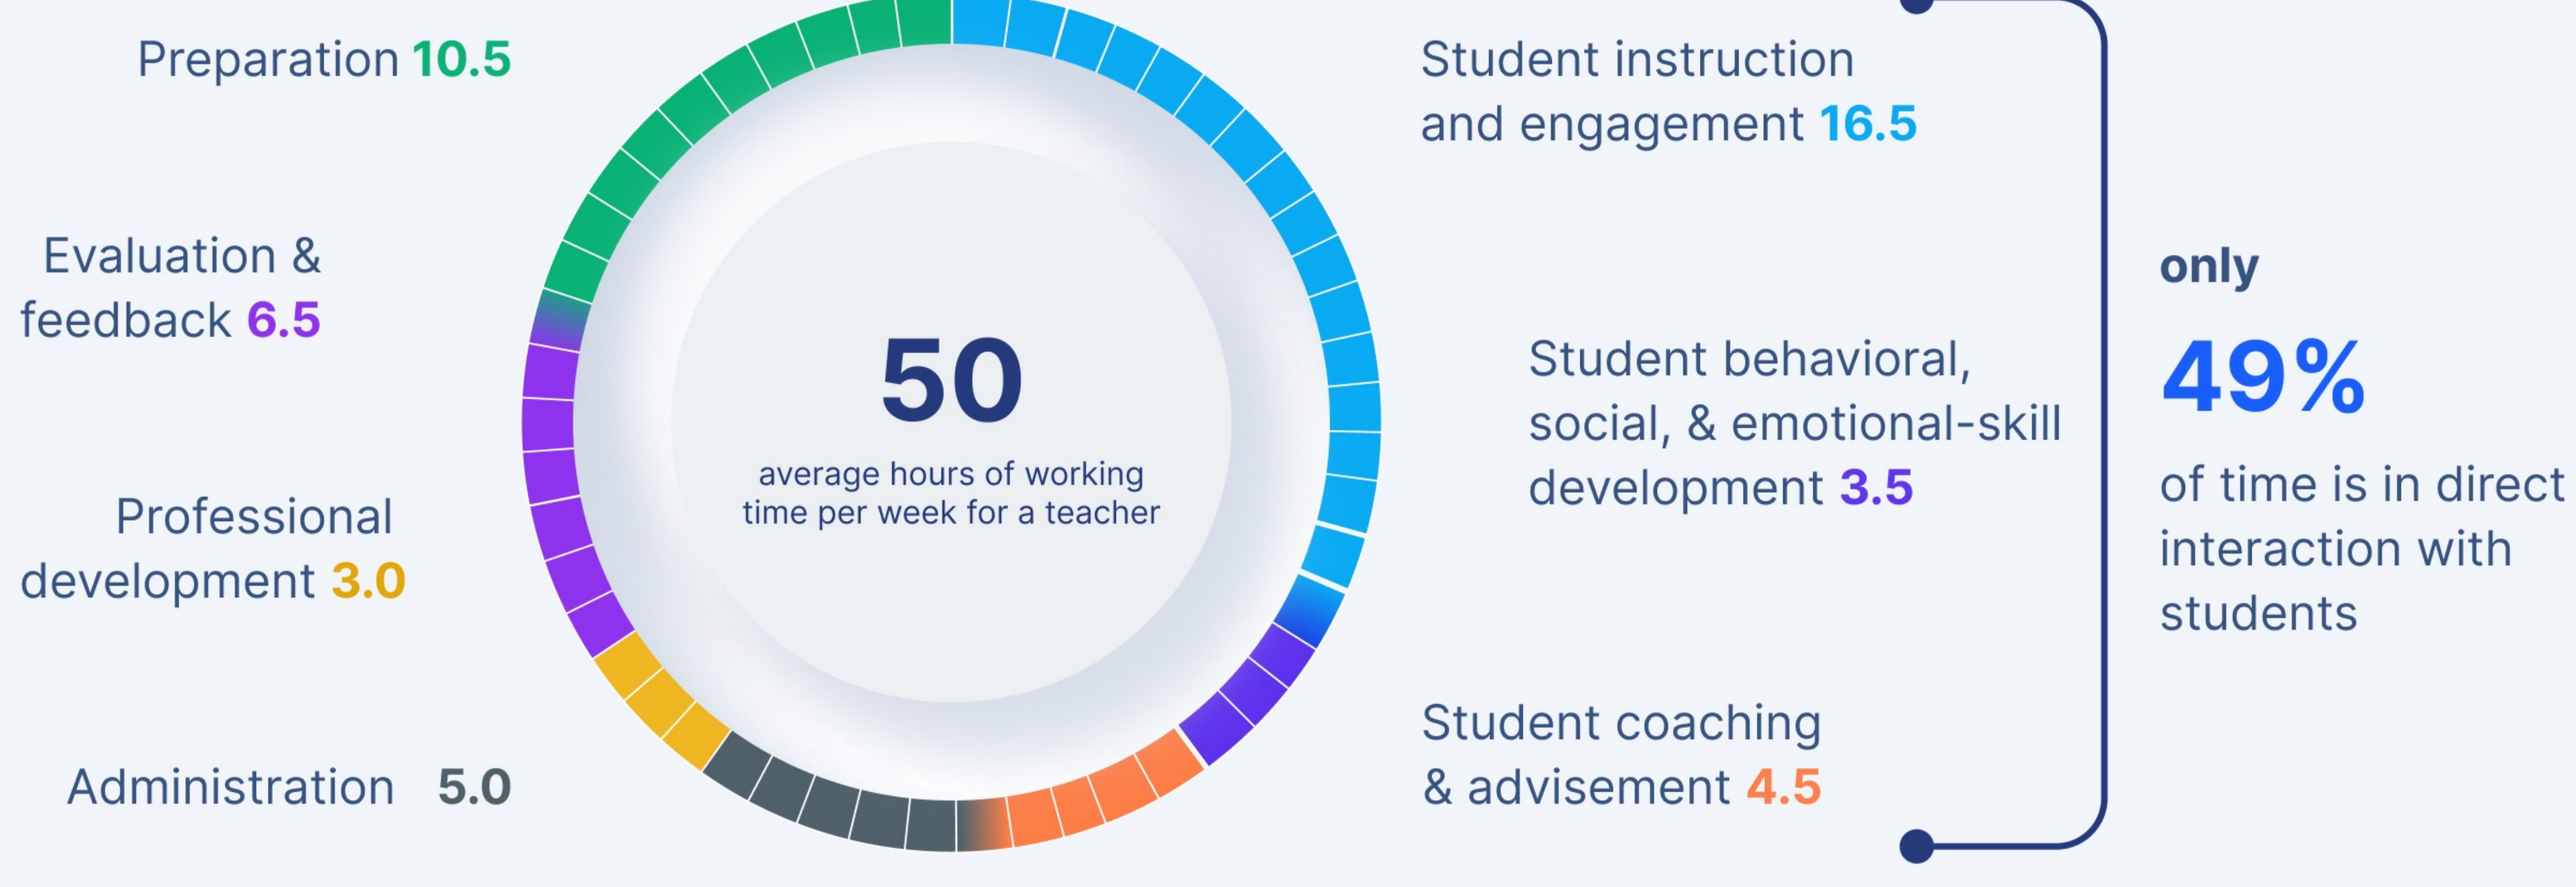 Preparation 10.5
Evaluation &
feedback 6.5
Professional
development 3.0
Administration 5.0
50
average hours of working
time per week for a teacher
Student instruction
and engagement 16.5
Student behavioral,
social, & emotional-skill
development 3.5
Student coaching
& advisement 4.5
only
49%
of time is in direct
interaction with
students